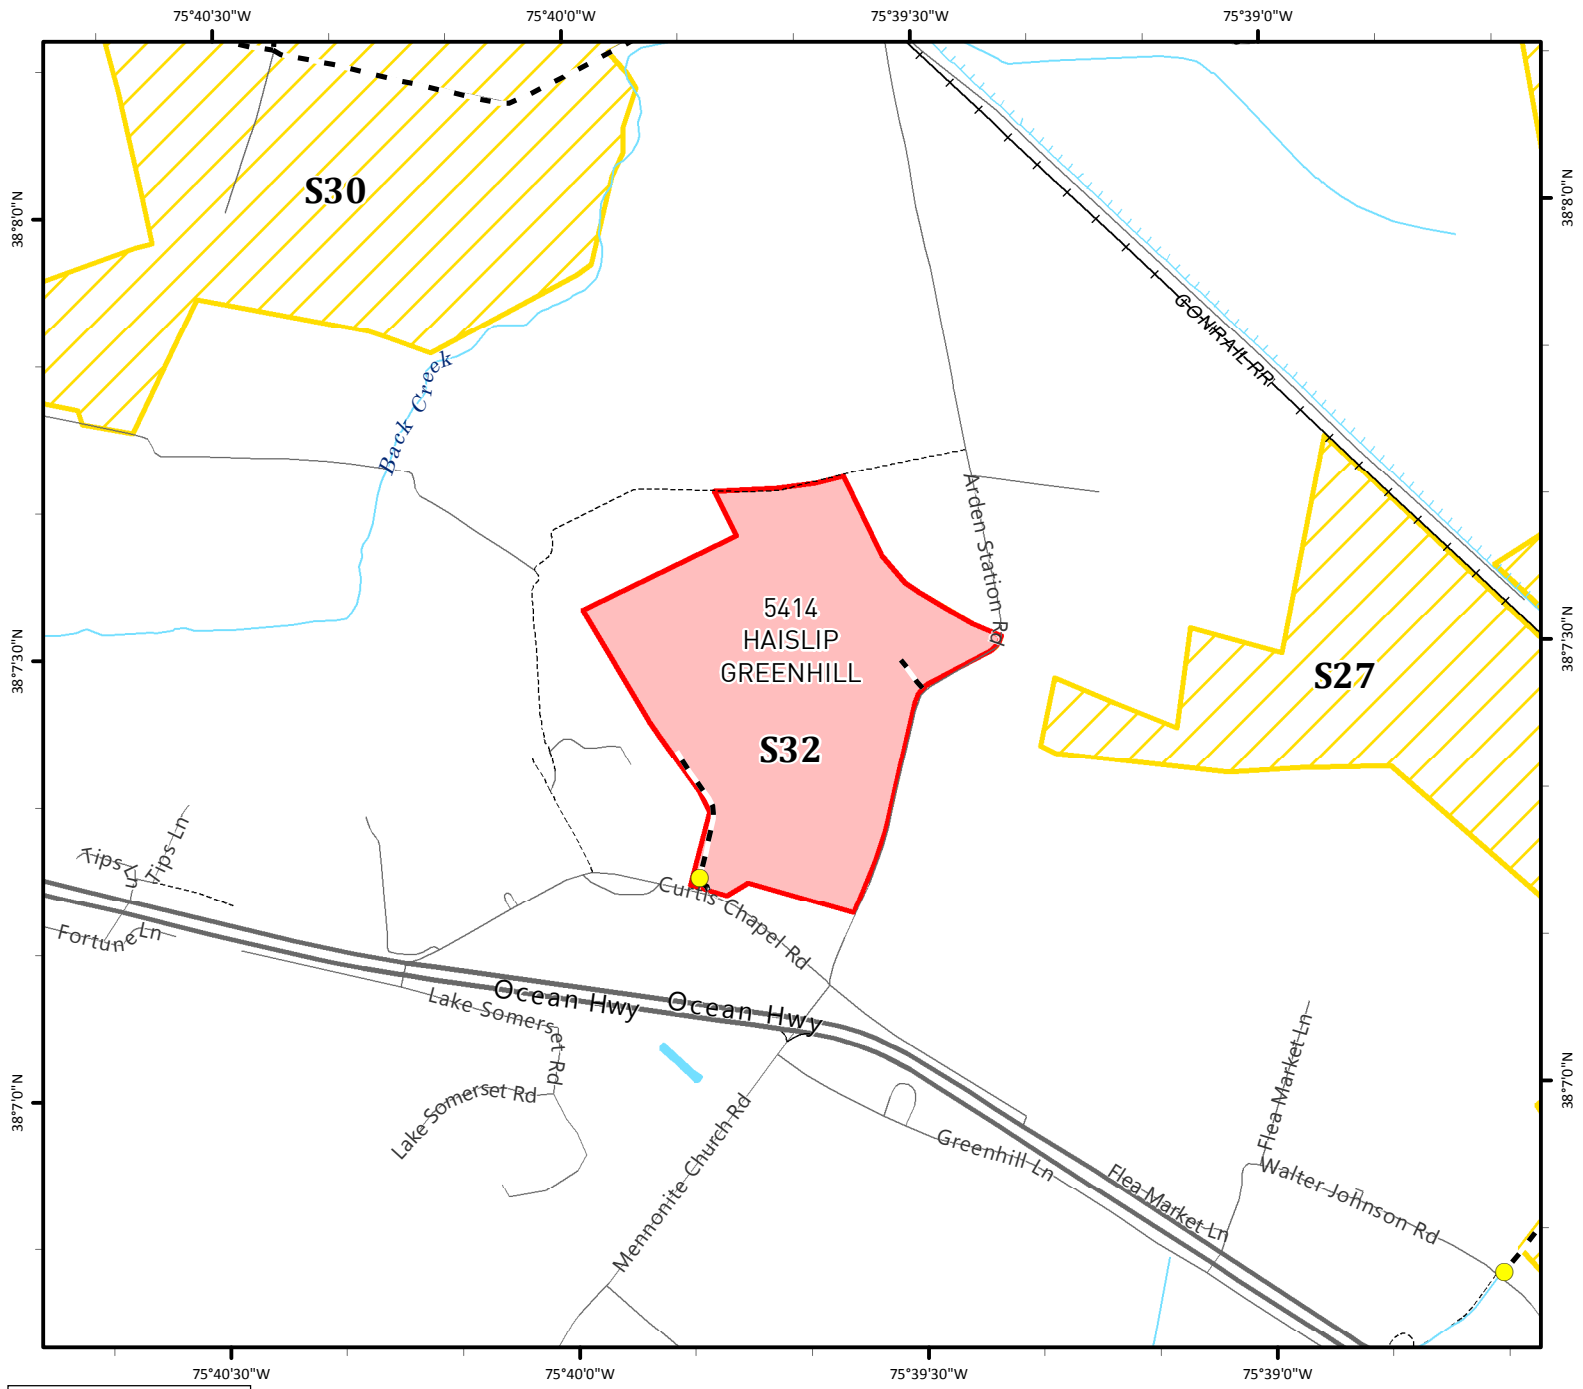 75°40'30"W
75°40'0"W
75°39'30"W
75°39'0"W
38°8'0"N
38°8'0"N
S30
CONRAIL RR
Back Creek
Arden Station Rd
5414
HAISLIP
GREENHILL
38°7'30"N
38°7'30"N
S27
S32
Tips Ln
Tips Ln
Curtis Chapel Rd
Fortune Ln
Ocean Hwy
Ocean Hwy
Lake Somerset Rd
Lake Somerset Rd
Mennonite Church Rd
Greenhill Ln
Flea Market Ln
Flea Market Ln
Walter Johnson Rd
38°7'0"N
38°7'0"N
75°40'30"W
75°40'0"W
75°39'30"W
75°39'0"W